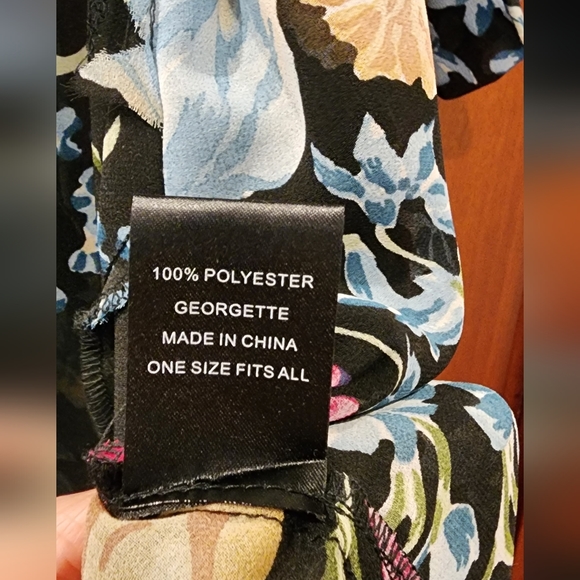 100% POLYESTER
GEORGETTE
MADE IN CHINA
ONE SIZE FITS ALL